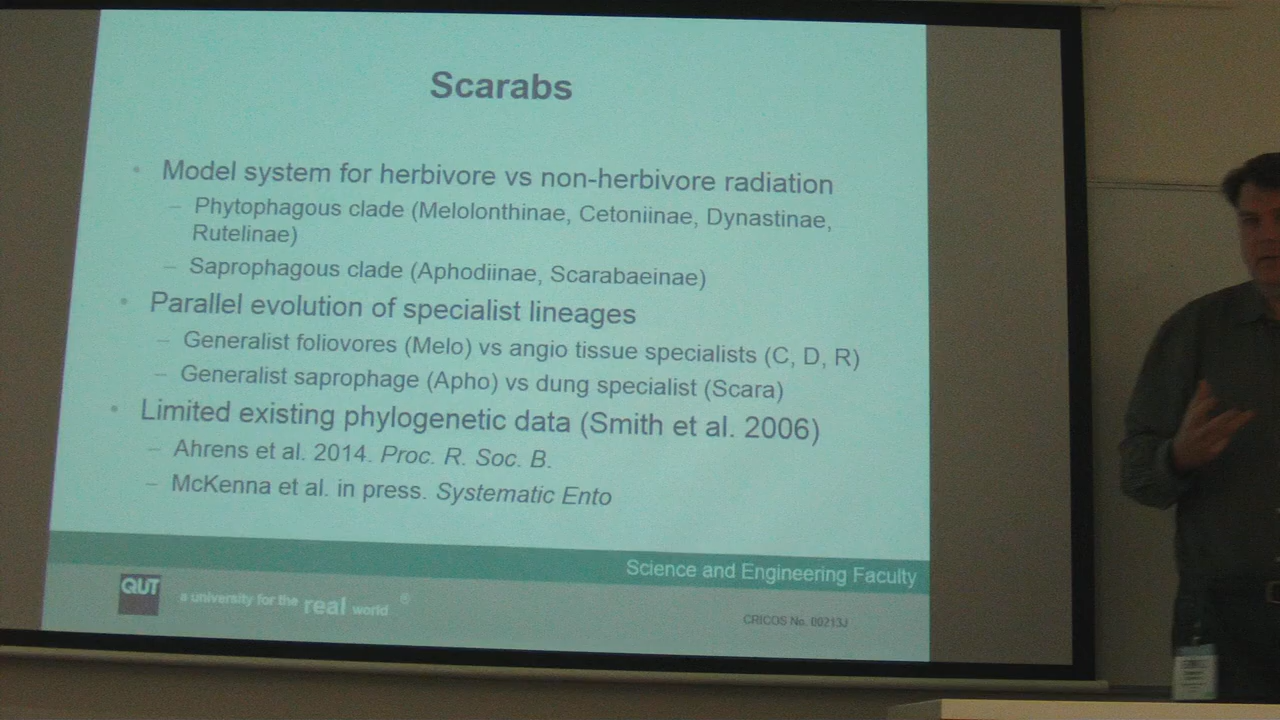 Scarabs
• Model system for herbivore vs non-herbivore radiation
– Phytophagous clade (Melolonthinae, Cetoniinae, Dynastinae,
Rutelinae)
– Saprophagous clade (Aphodiinae, Scarabaeinae)
• Parallel evolution of specialist lineages
– Generalist foliovores (Melo) vs angio tissue specialists (C, D, R)
– Generalist saprophage (Apho) vs dung specialist (Scara)
• Limited existing phylogenetic data (Smith et al. 2006)
– Ahrens et al. 2014. Proc. R. Soc. B.
– McKenna et al. in press. Systematic Ento
Science and Engineering Faculty
QUT
a university for the real world ®
CRICOS No. 00213J